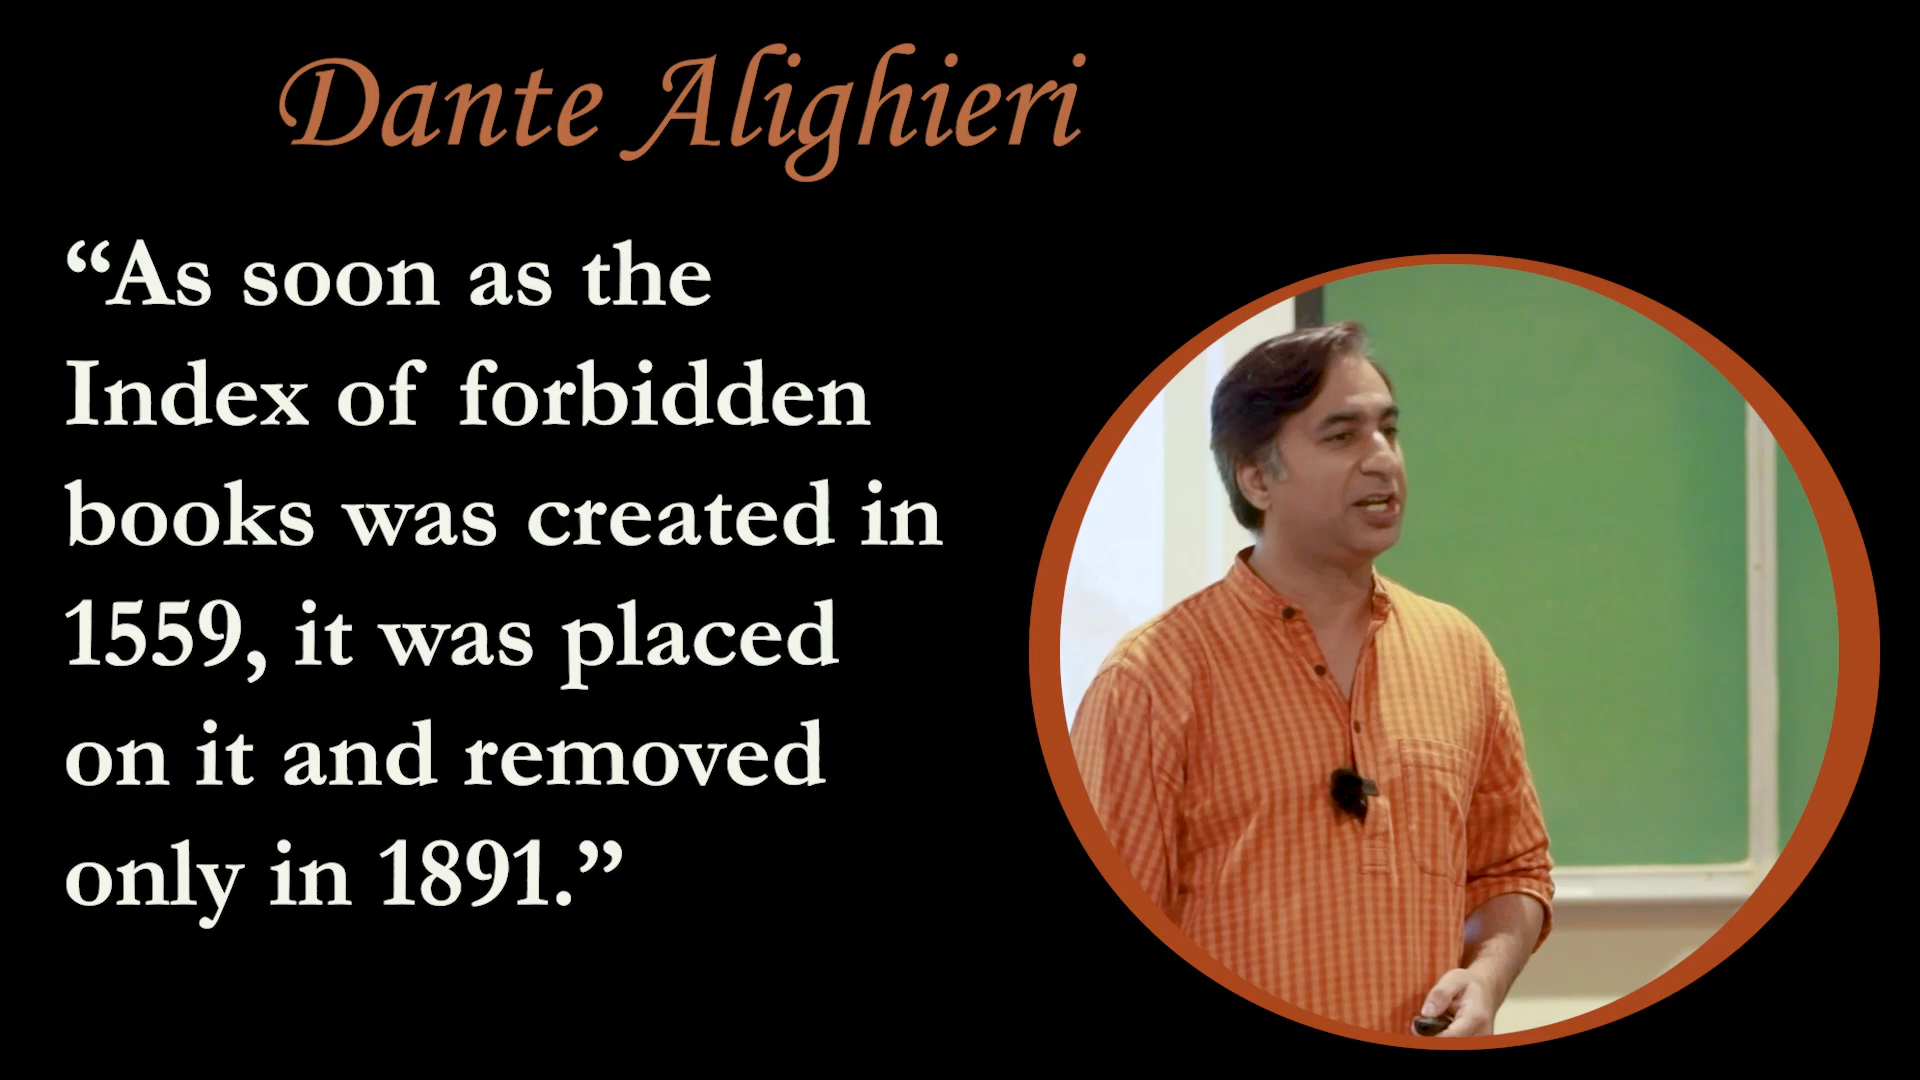 Dante Alighieri
“As soon as the
Index of forbidden
books was created in
1559, it was placed
on it and removed
only in 1891.”